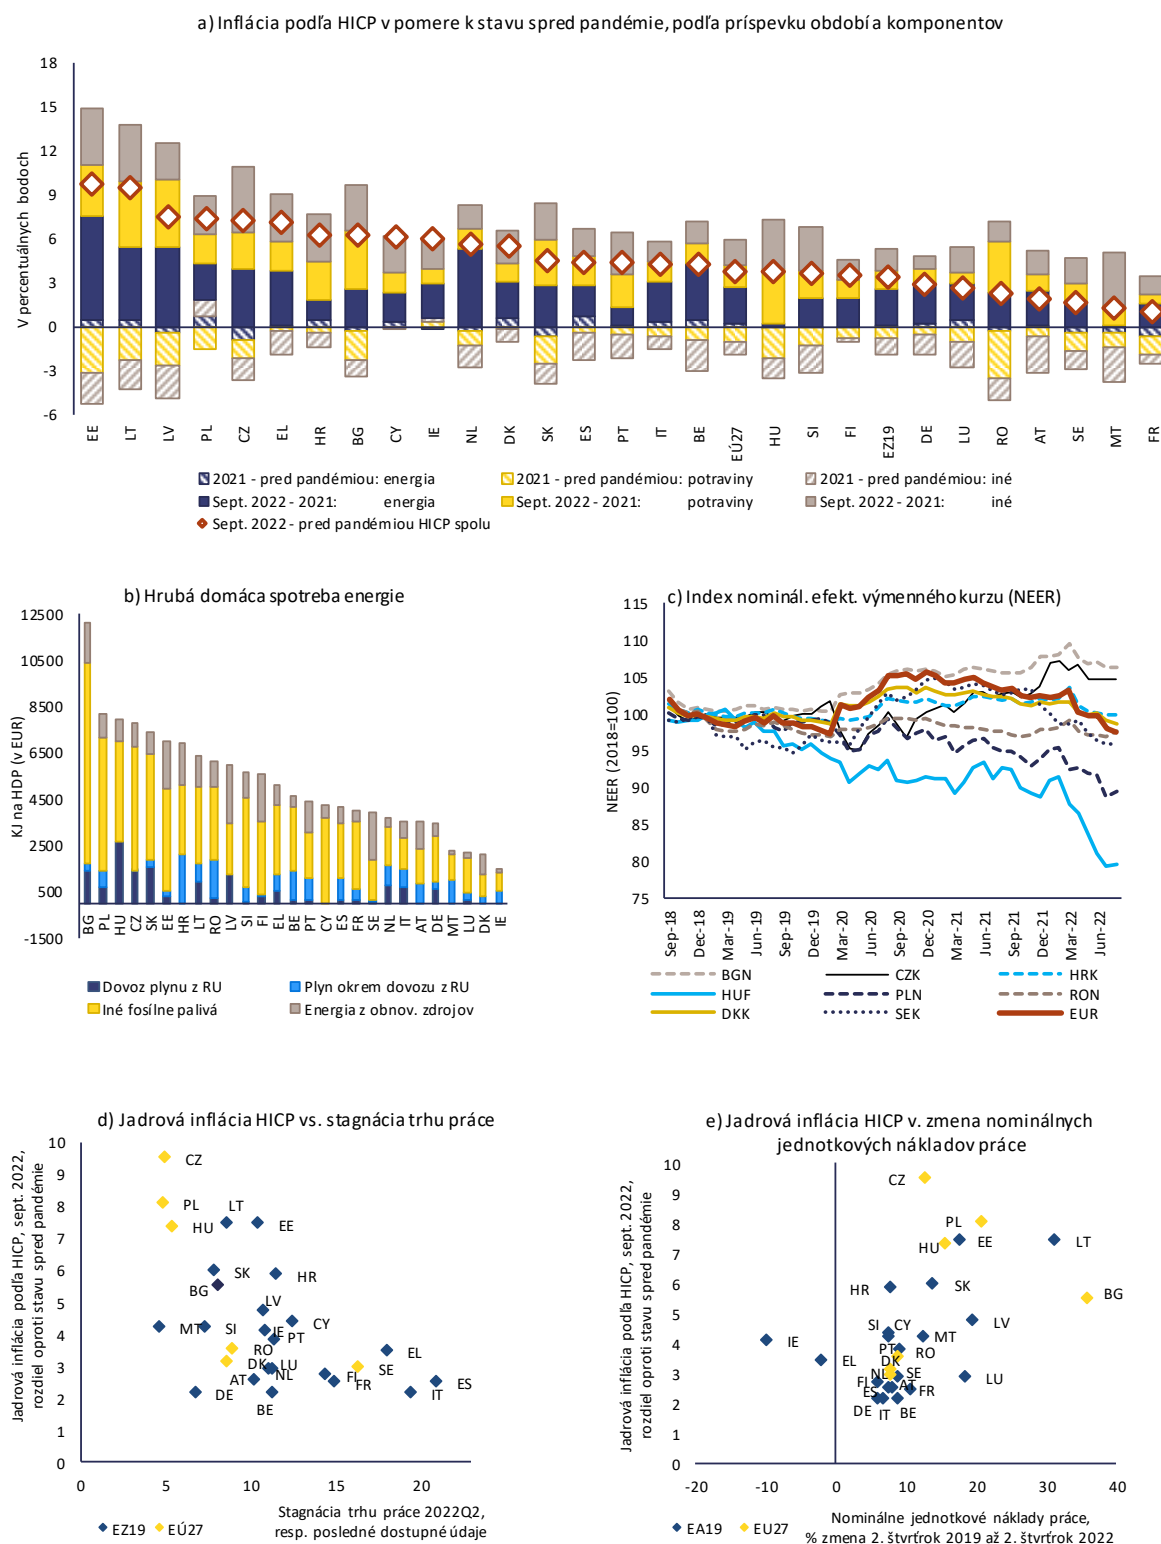 a) Inflácia podľa HICP v pomere k stavu spred pandémie, podľa príspevku období a komponentov
V percentuálnych bodoch
18
15
12
9
6
3
0
-3
-6
EE LT LV PL CZ EL HR BG CY IE NL DK SK ES PT IT BE EÚ27 HU SI FI EZ19 DE LU RO AT SE MT FR
2021 - pred pandémiou: energia
2021 - pred pandémiou: potraviny
2021 - pred pandémiou: iné
Sept. 2022 - 2021: energia
Sept. 2022 - 2021: potraviny
Sept. 2022 - 2021: iné
Sept. 2022 - pred pandémiou HICP spolu
b) Hrubá domáca spotreba energie
KJ na HDP (v EUR)
12500
10500
8500
6500
4500
2500
500
-1500
BG PL HU CZ SK EE HR LT RO LV SI FI EL BE PT CY ES FR SE NL IT AT DE MT LU DK IE
Dovoz plynu z RU
Plyn okrem dovozu z RU
Iné fosílne palivá
Energia z obnov. zdrojov
c) Index nominál. efekt. výmenného kurzu (NEER)
NEER (2018=100)
115
110
105
100
95
90
85
80
75
Sep-18 Dec-18 Mar-19 Jun-19 Sep-19 Dec-19 Mar-20 Jun-20 Sep-20 Dec-20 Mar-21 Jun-21 Sep-21 Dec-21 Mar-22 Jun-22
BGN CZK HRK
HUF PLN RON
DKK SEK EUR
d) Jadrová inflácia HICP vs. stagnácia trhu práce
Jadrová inflácia podľa HICP, sept. 2022,
rozdiel oproti stavu spred pandémie
10
9
8
7
6
5
4
3
2
1
0
CZ
PL LT
HU EE
SK HR
BG
LV
CY
MT SI IE PT
RO EL
DK LU SE
AT NL FI FR ES
DE IT
BE
0 5 10 15 20 25
Stagnácia trhu práce 2022Q2,
resp. posledné dostupné údaje
EZ19 EÚ27
e) Jadrová inflácia HICP v. zmena nominálnych
jednotkových nákladov práce
Jadrová inflácia podľa HICP, sept. 2022,
rozdiel oproti stavu spred pandémie
10
9
8
7
6
5
4
3
2
1
0
CZ
PL
HU EE LT
HR SK BG
SI CY LV
IE MT
PT RO
EL DK
NL SE LU
FI AT
ES FR
DE IT BE
-20 -10 0 10 20 30 40
Nominálne jednotkové náklady práce,
% zmena 2. štvrťrok 2019 až 2. štvrťrok 2022
EA19 EU27